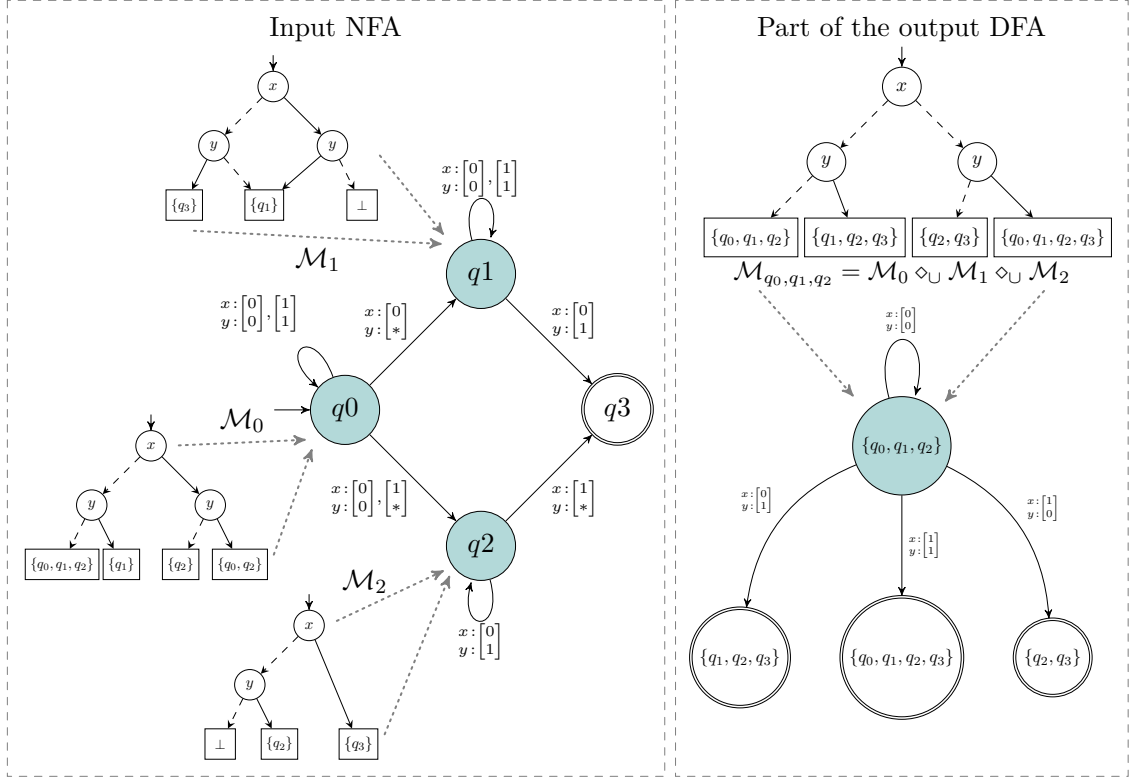 Input NFA
x
y
y
{q₃}
{q₁}
⊥
M₁
x:[0], [1]
y:[0], [1]
q1
x:[0], [1]
y:[0], [1]
x:[0]
y:[*]
x:[0]
y:[1]
M₀
q0
q3
x
y
y
{q₀, q₁, q₂}
{q₁}
{q₂}
{q₀, q₂}
x:[0], [1]
y:[0], [*]
x:[1]
y:[*]
q2
M₂
x:[0]
y:[1]
x
y
⊥
{q₂}
{q₃}
Part of the output DFA
x
y
y
{q₀, q₁, q₂}
{q₁, q₂, q₃}
{q₂, q₃}
{q₀, q₁, q₂, q₃}
M_{q₀,q₁,q₂} = M₀ ⋄_∪ M₁ ⋄_∪ M₂
x:[0]
y:[0]
{q₀, q₁, q₂}
x:[0]
y:[1]
x:[1]
y:[1]
x:[1]
y:[0]
{q₁, q₂, q₃}
{q₀, q₁, q₂, q₃}
{q₂, q₃}